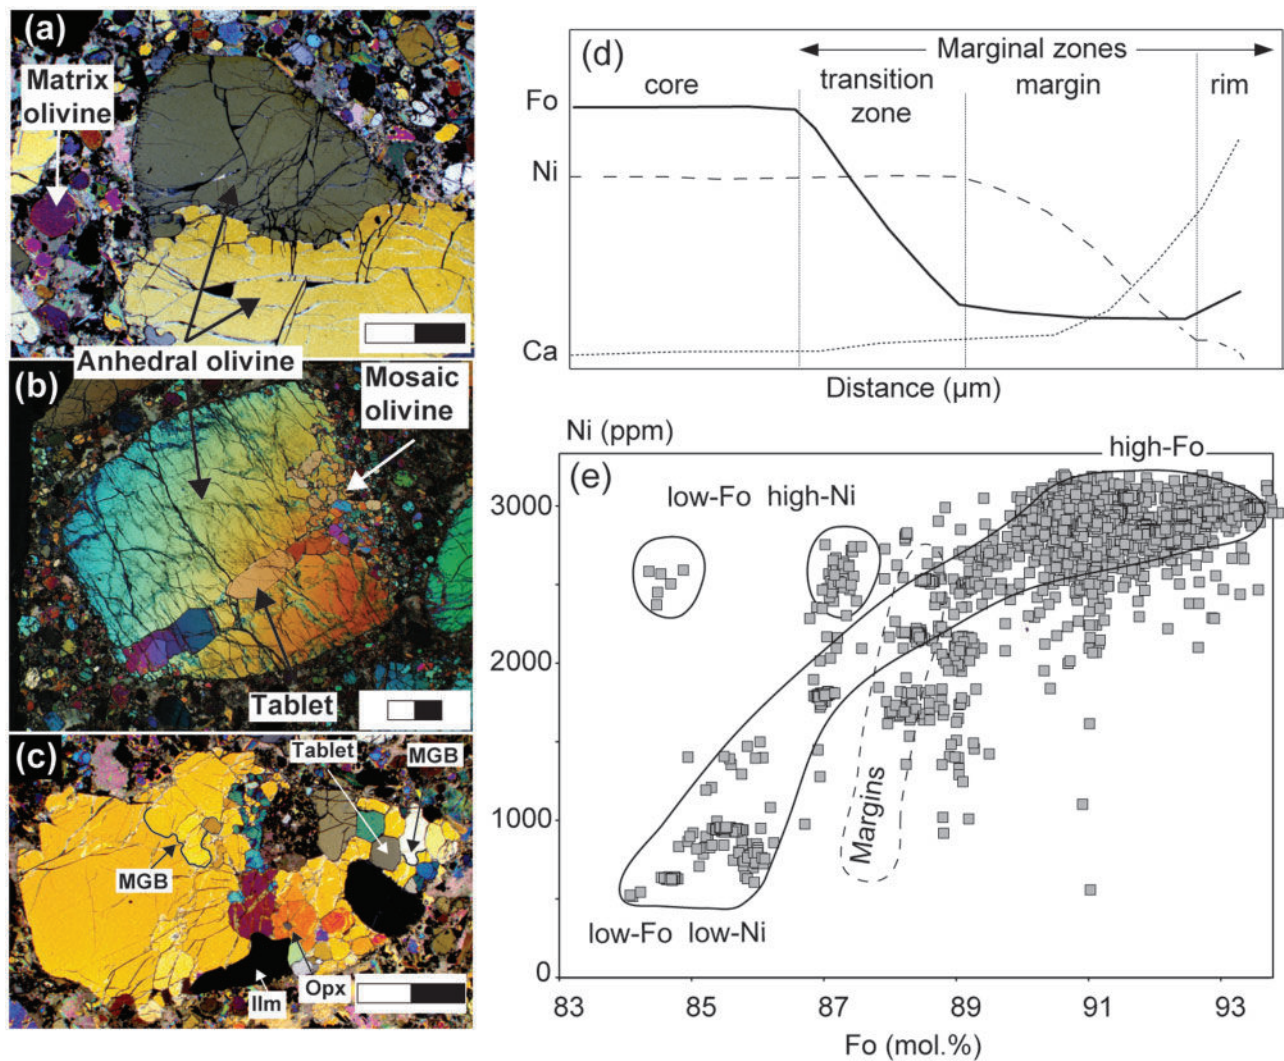 (a)
Matrix
olivine
Anhedral olivine
(b)
Mosaic
olivine
Tablet
(c)
Tablet
MGB
MGB
Ilm
Opx
(d)
Marginal zones
core
transition
zone
margin
rim
Fo
Ni
Ca
Distance (µm)
Ni (ppm)
(e)
high-Fo
low-Fo high-Ni
3000
2000
1000
0
Margins
low-Fo low-Ni
83
85
87
89
91
93
Fo (mol.%)